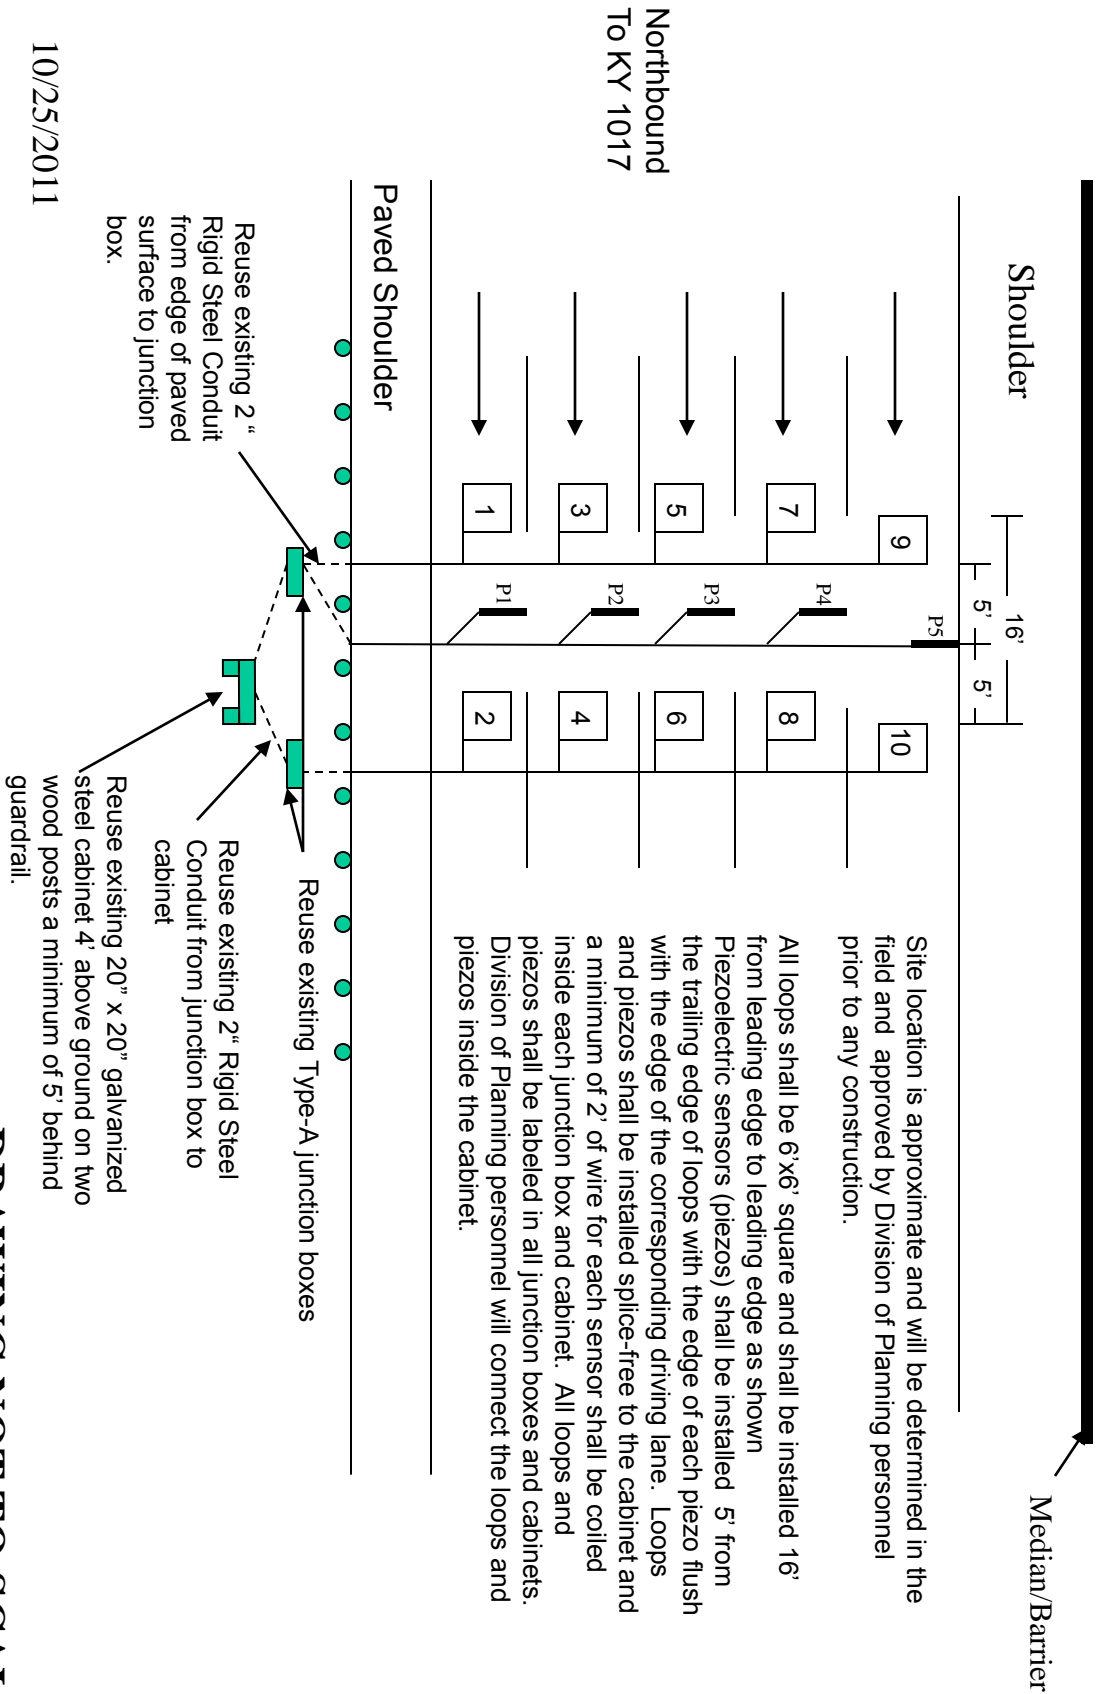 Median/Barrier
Shoulder
16’
5’
5’
Northbound
To KY 1017
9
7
5
3
1
P5
P4
P3
P2
P1
10
8
6
4
2
Site location is approximate and will be determined in the
field and approved by Division of Planning personnel
prior to any construction.
All loops shall be 6’x6’ square and shall be installed 16’
from leading edge to leading edge as shown
Piezoelectric sensors (piezos) shall be installed 5’ from
the trailing edge of loops with the edge of each piezo flush
with the edge of the corresponding driving lane. Loops
and piezos shall be installed splice-free to the cabinet and
a minimum of 2’ of wire for each sensor shall be coiled
inside each junction box and cabinet. All loops and
piezos shall be labeled in all junction boxes and cabinets.
Division of Planning personnel will connect the loops and
piezos inside the cabinet.
Paved Shoulder
Reuse existing 2 “
Rigid Steel Conduit
from edge of paved
surface to junction
box.
Reuse existing Type-A junction boxes
Reuse existing 2“ Rigid Steel
Conduit from junction box to
cabinet
Reuse existing 20” x 20” galvanized
steel cabinet 4’ above ground on two
wood posts a minimum of 5’ behind
guardrail.
10/25/2011
DRAWING NOT TO